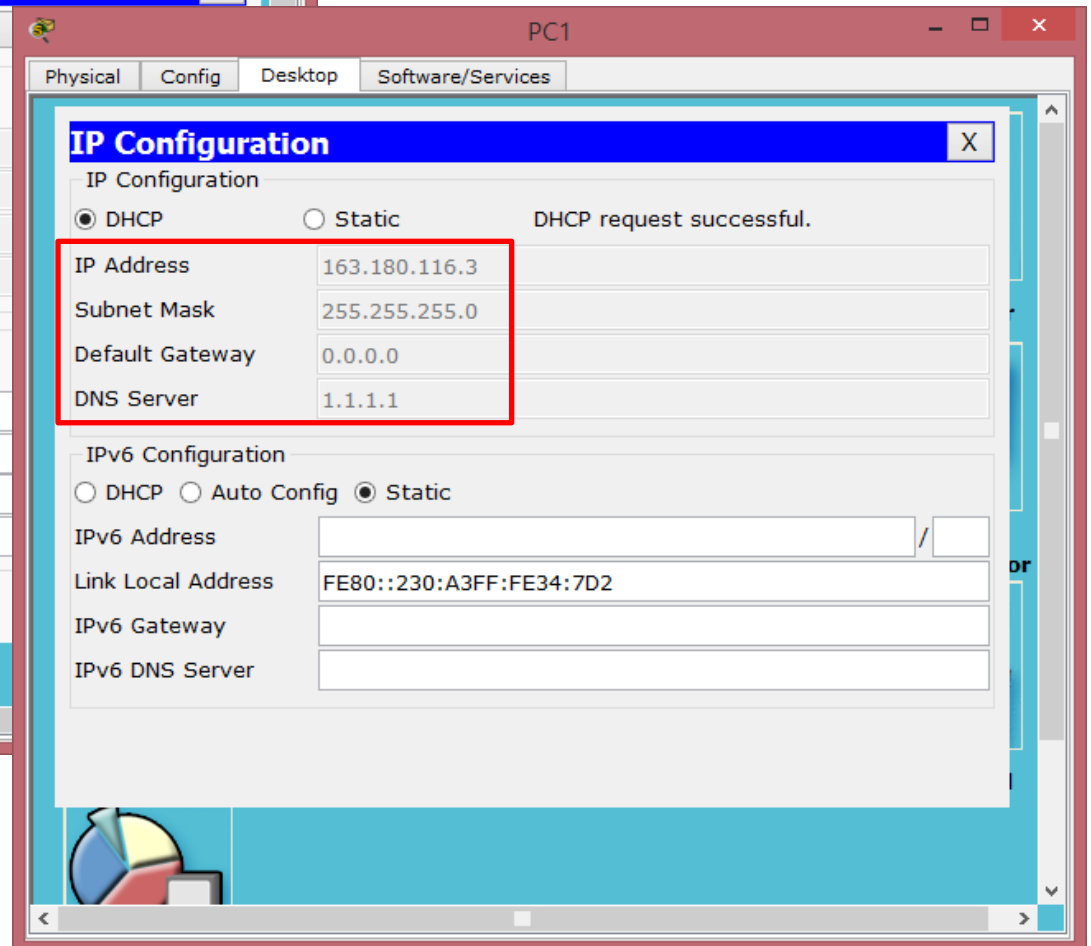 PC1
Physical Config Desktop Software/Services
IP Configuration X
IP Configuration
DHCP Static DHCP request successful.
IP Address 163.180.116.3
Subnet Mask 255.255.255.0
Default Gateway 0.0.0.0
DNS Server 1.1.1.1
IPv6 Configuration
DHCP Auto Config Static
IPv6 Address /
Link Local Address FE80::230:A3FF:FE34:7D2
IPv6 Gateway
IPv6 DNS Server